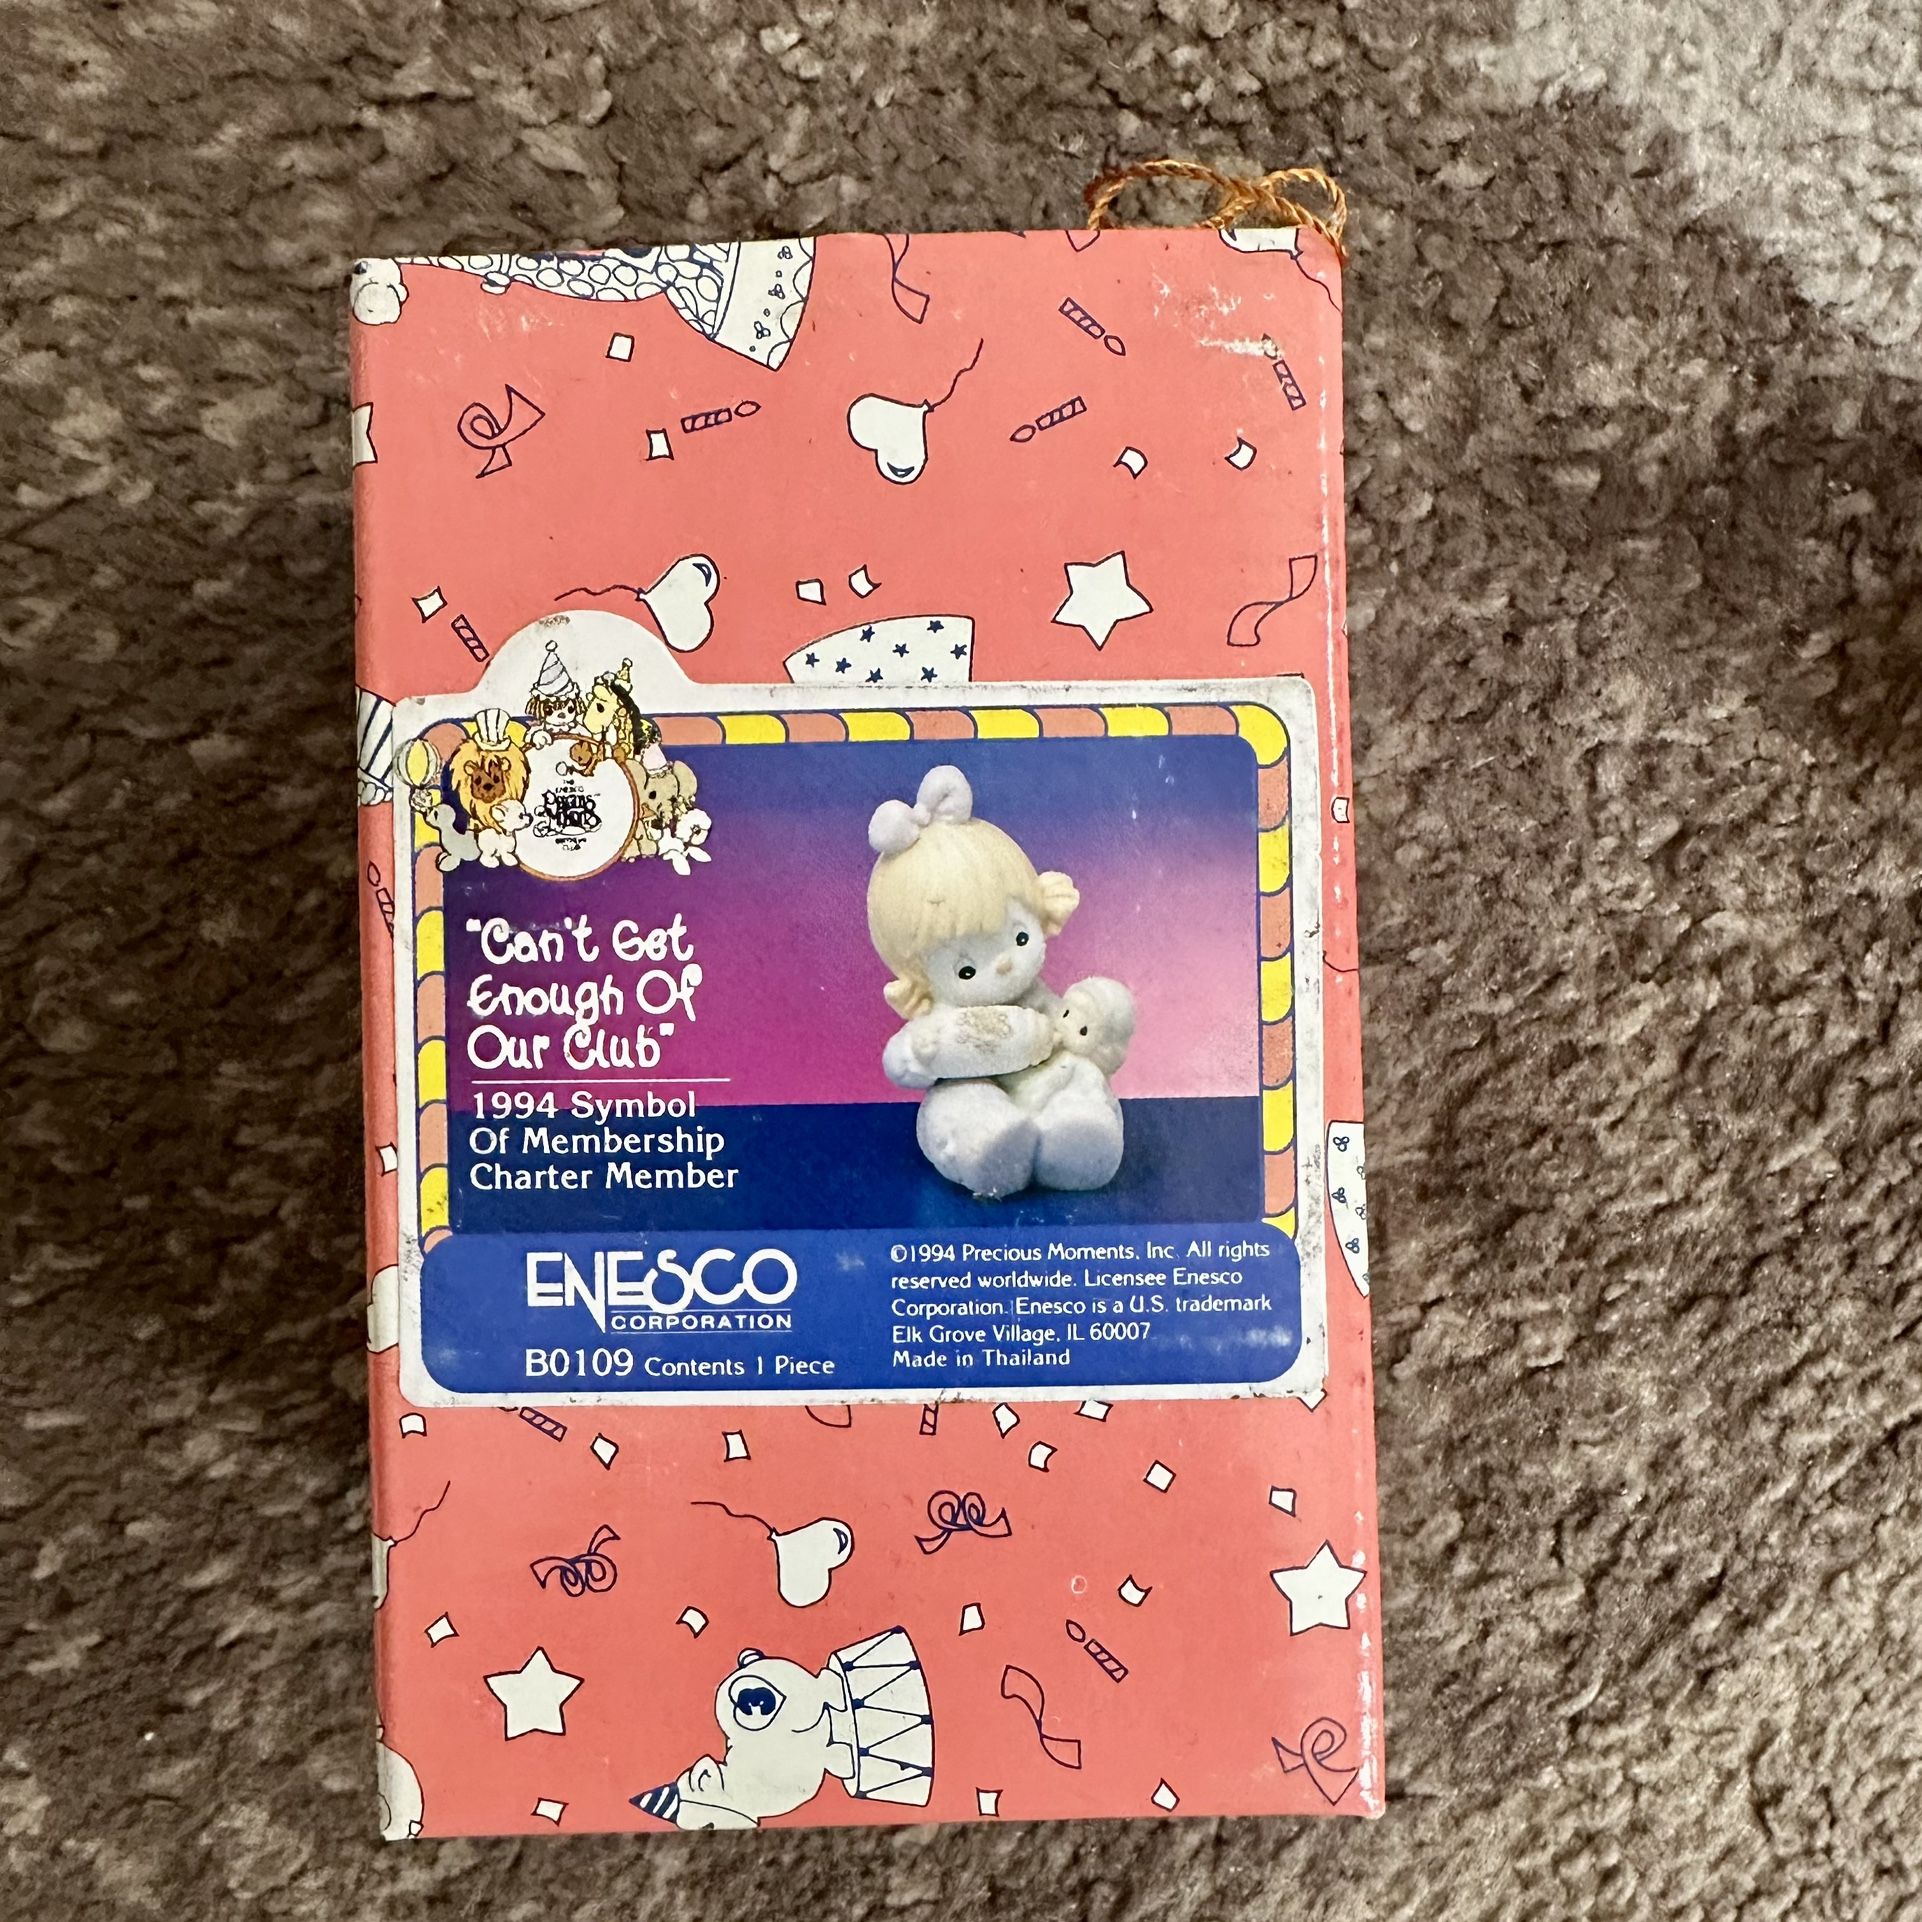 "Can't Get
Enough Of
Our Club"
1994 Symbol
Of Membership
Charter Member
ENESCO
CORPORATION
B0109 Contents 1 Piece
©1994 Precious Moments, Inc. All rights
reserved worldwide. Licensee Enesco
Corporation. Enesco is a U.S. trademark
Elk Grove Village, IL 60007
Made in Thailand